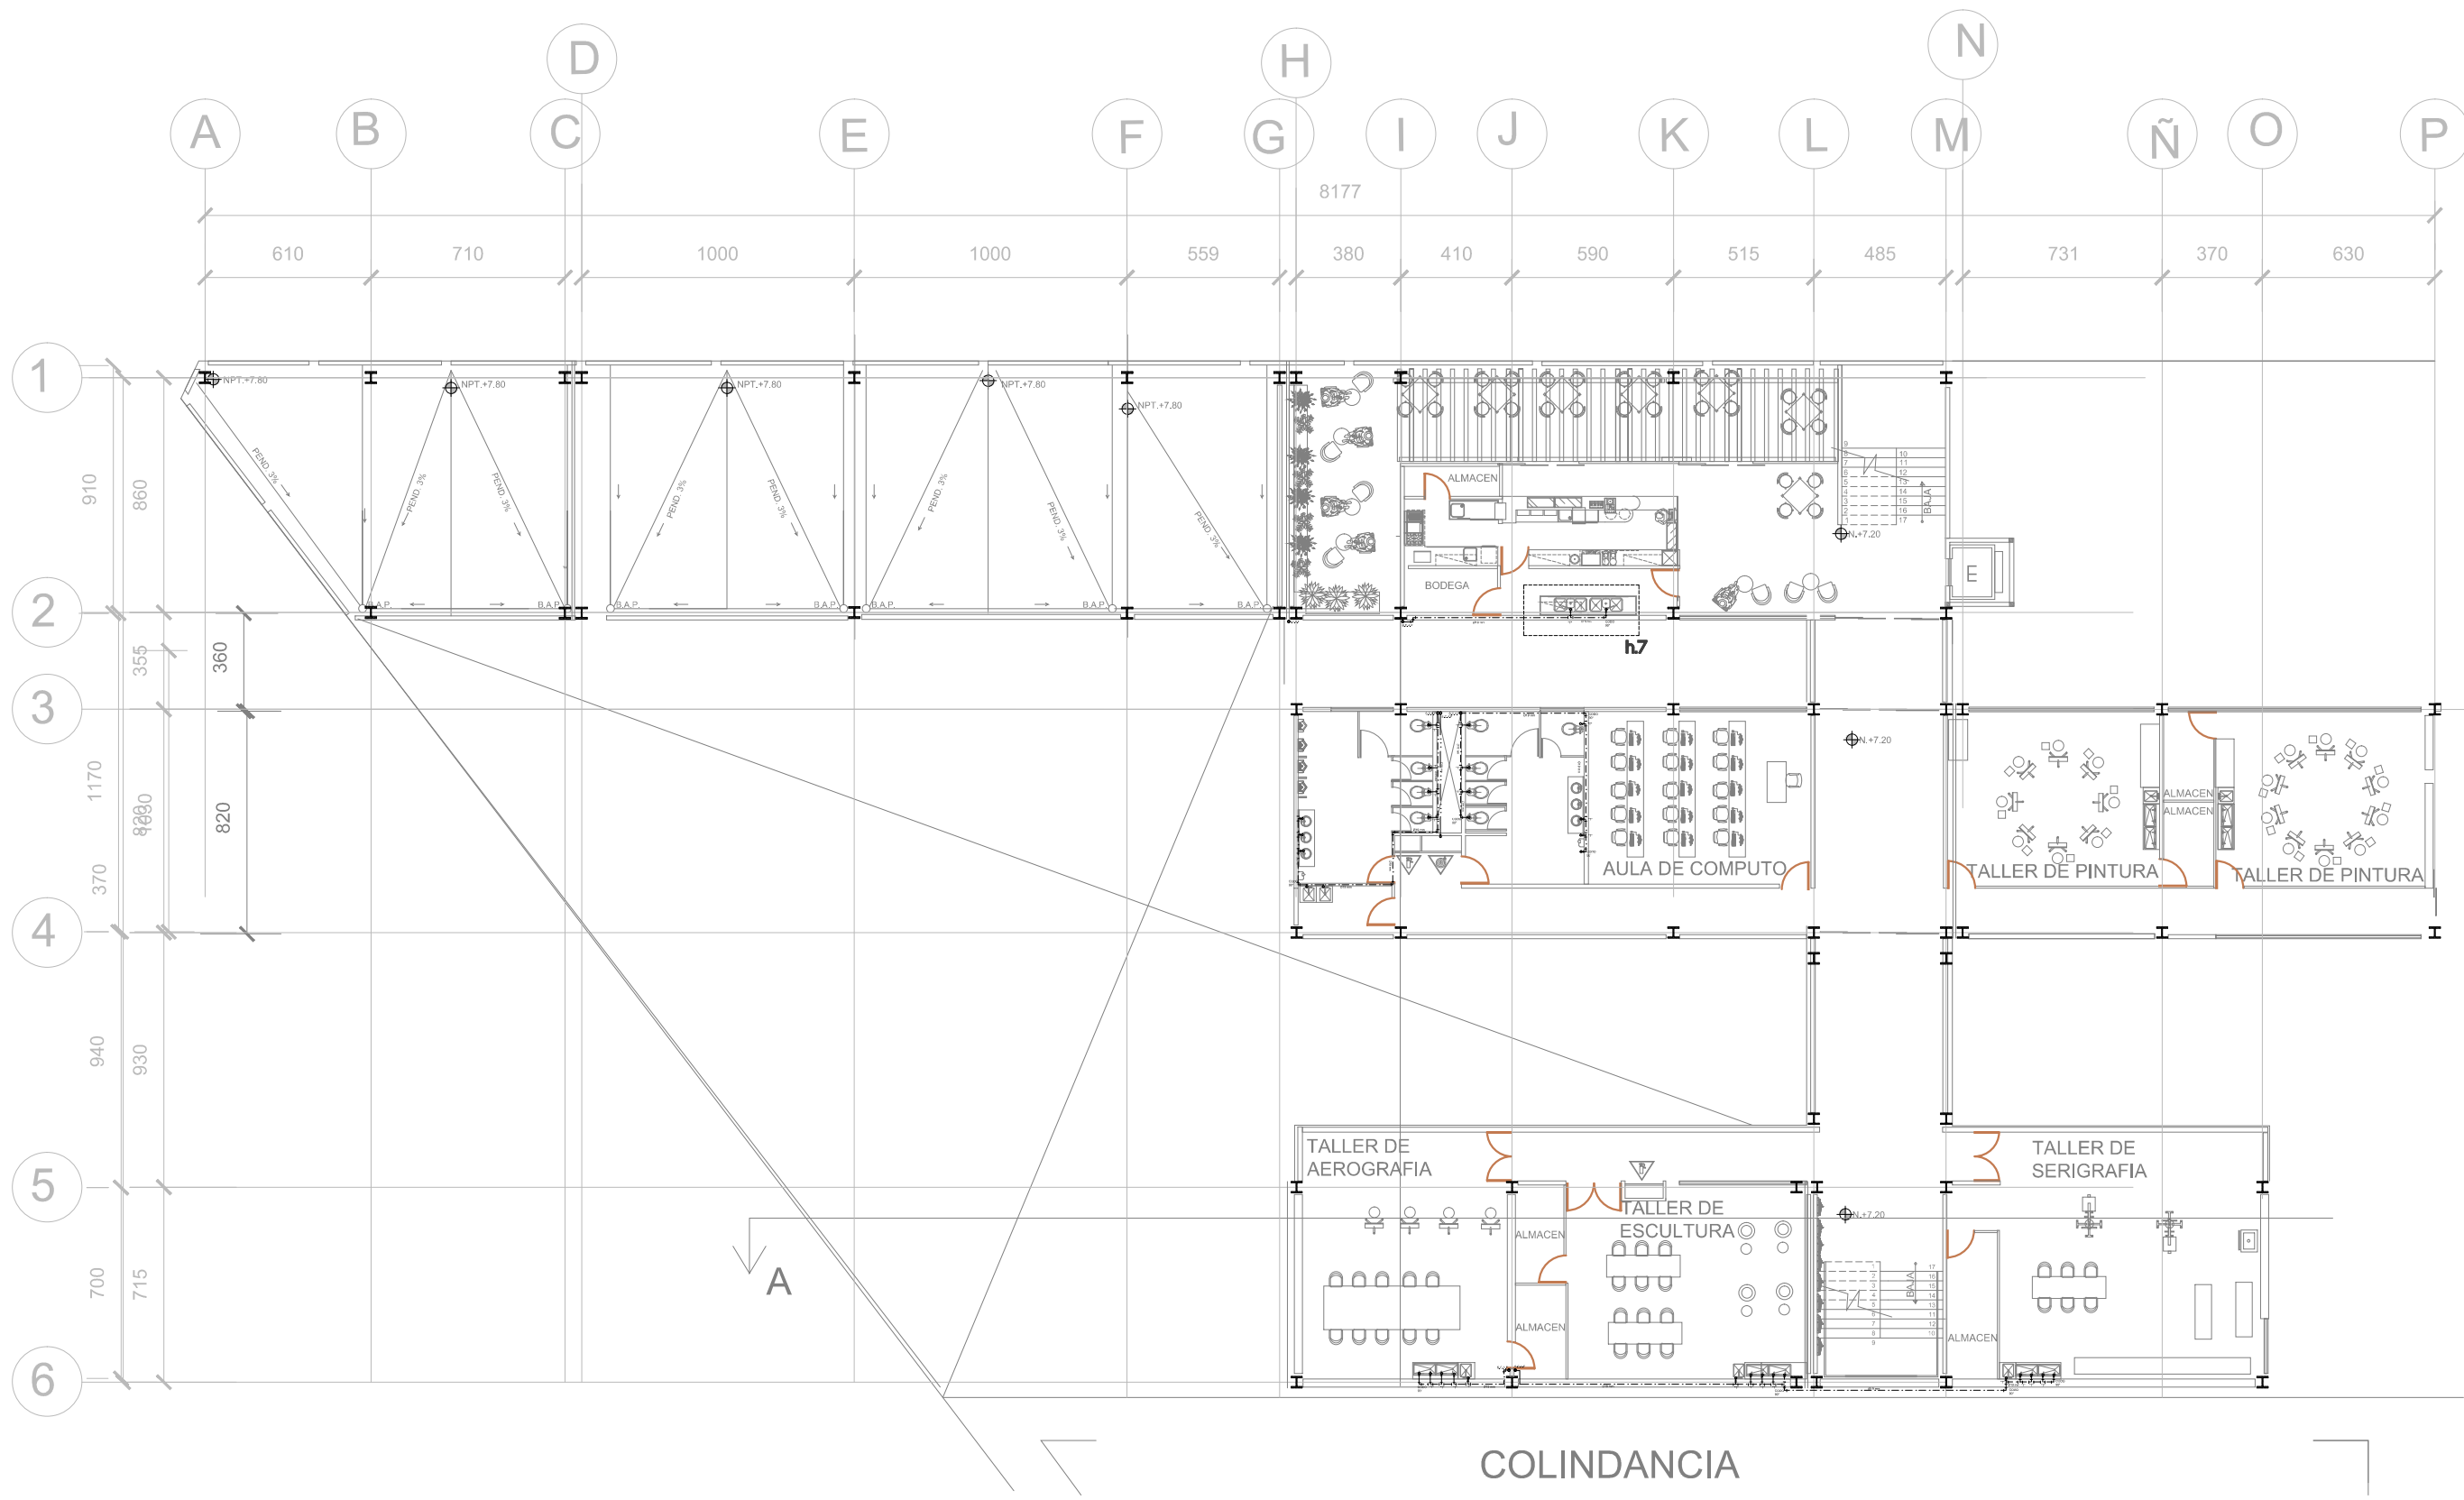 D
H
N
A
B
C
E
F
G
I
J
K
L
M
Ñ
O
P
8177
610
710
1000
1000
559
380
410
590
515
485
731
370
630
1
NPT.+7.80
NPT.+7.80
NPT.+7.80
NPT.+7.80
NPT.+7.80
910
860
PEND. 3%
PEND. 3%
PEND. 3%
PEND. 3%
PEND. 3%
PEND. 3%
PEND. 3%
PEND. 3%
ALMACEN
BAJA
N.+7.20
BODEGA
E
2
B.A.P.
B.A.P.
B.A.P.
B.A.P.
B.A.P.
B.A.P.
B.A.P.
355
360
h.7
3
N.+7.20
1170
820
1030
820
370
ALMACEN
ALMACEN
AULA DE COMPUTO
TALLER DE PINTURA
TALLER DE PINTURA
4
940
930
TALLER DE
AEROGRAFIA
TALLER DE
SERIGRAFIA
5
TALLER DE
ESCULTURA
N.+7.20
ALMACEN
A
700
715
BAJA
ALMACEN
ALMACEN
6
COLINDANCIA